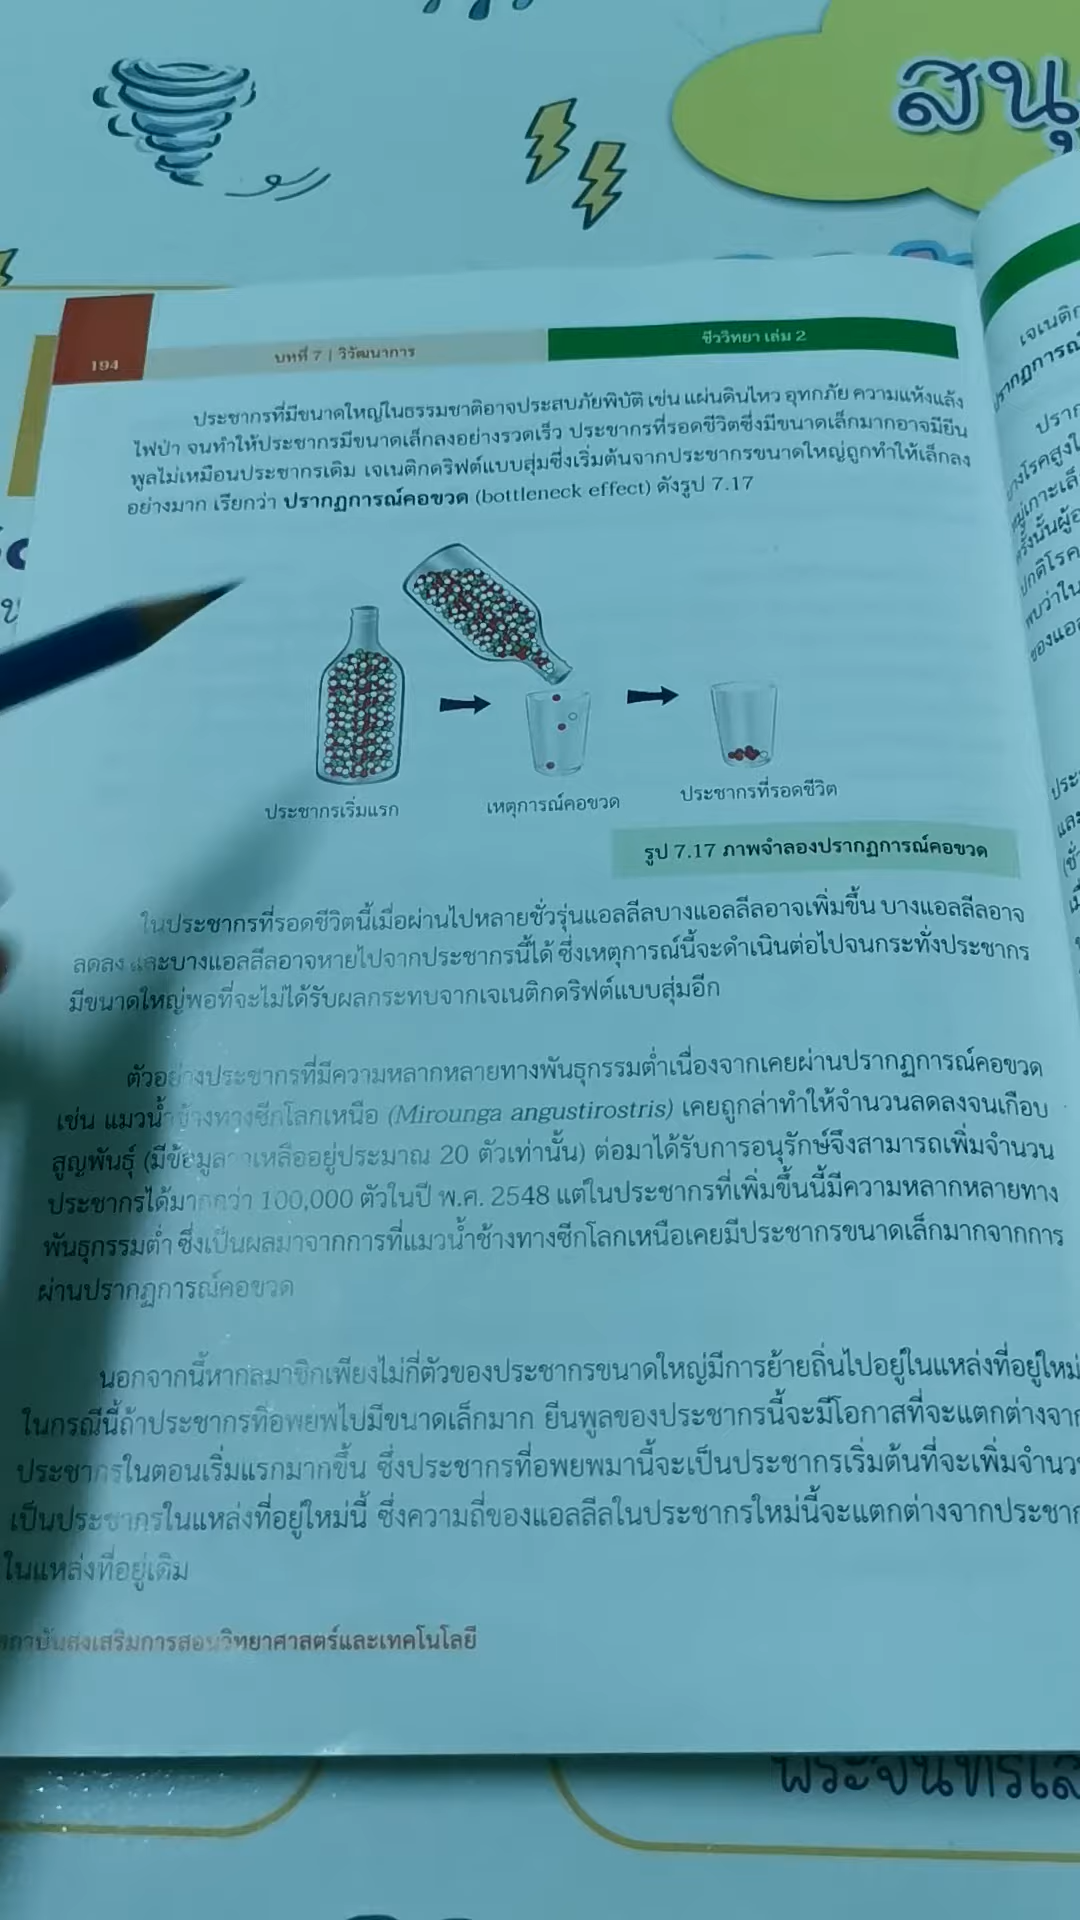 สนุ
194
บทที่ 7 | วิวัฒนาการ
ชีววิทยา เล่ม 2
ประชากรที่มีขนาดใหญ่ในธรรมชาติอาจประสบภัยพิบัติ เช่น แผ่นดินไหว อุทกภัย ความแห้งแล้ง
ไฟป่า จนทำให้ประชากรมีขนาดเล็กลงอย่างรวดเร็ว ประชากรที่รอดชีวิตซึ่งมีขนาดเล็กมากอาจมียีน
พูลไม่เหมือนประชากรเดิม เจเนติกดริฟต์แบบสุ่มซึ่งเริ่มต้นจากประชากรขนาดใหญ่ถูกทำให้เล็กลง
อย่างมาก เรียกว่า ปรากฏการณ์คอขวด (bottleneck effect) ดังรูป 7.17
ประชากรเริ่มแรก
เหตุการณ์คอขวด
ประชากรที่รอดชีวิต
รูป 7.17 ภาพจำลองปรากฏการณ์คอขวด
ในประชากรที่รอดชีวิตนี้เมื่อผ่านไปหลายชั่วรุ่นแอลลีลบางแอลลีลอาจเพิ่มขึ้น บางแอลลีลอาจ
ลดลง และบางแอลลีลอาจหายไปจากประชากรนี้ได้ ซึ่งเหตุการณ์นี้จะดำเนินต่อไปจนกระทั่งประชากร
มีขนาดใหญ่พอที่จะไม่ได้รับผลกระทบจากเจเนติกดริฟต์แบบสุ่มอีก
ตัวอย่างประชากรที่มีความหลากหลายทางพันธุกรรมต่ำเนื่องจากเคยผ่านปรากฏการณ์คอขวด
เช่น แมวน้ำช้างทางซีกโลกเหนือ (Mirounga angustirostris) เคยถูกล่าทำให้จำนวนลดลงจนเกือบ
สูญพันธุ์ (มีข้อมูลว่าเหลืออยู่ประมาณ 20 ตัวเท่านั้น) ต่อมาได้รับการอนุรักษ์จึงสามารถเพิ่มจำนวน
ประชากรได้มากกว่า 100,000 ตัวในปี พ.ศ. 2548 แต่ในประชากรที่เพิ่มขึ้นนี้มีความหลากหลายทาง
พันธุกรรมต่ำ ซึ่งเป็นผลมาจากการที่แมวน้ำช้างทางซีกโลกเหนือเคยมีประชากรขนาดเล็กมากจากการ
ผ่านปรากฏการณ์คอขวด
นอกจากนี้หากสมาชิกเพียงไม่กี่ตัวของประชากรขนาดใหญ่มีการย้ายถิ่นไปอยู่ในแหล่งที่อยู่ใหม่
ในกรณีนี้ถ้าประชากรที่อพยพไปมีขนาดเล็กมาก ยีนพูลของประชากรนี้จะมีโอกาสที่จะแตกต่างจาก
ประชากรในตอนเริ่มแรกมากขึ้น ซึ่งประชากรที่อพยพมานี้จะเป็นประชากรเริ่มต้นที่จะเพิ่มจำนว
เป็นประชากรในแหล่งที่อยู่ใหม่นี้ ซึ่งความถี่ของแอลลีลในประชากรใหม่นี้จะแตกต่างจากประชาก
ในแหล่งที่อยู่เดิม
สถาบันส่งเสริมการสอนวิทยาศาสตร์และเทคโนโลยี
พระจันทร์เส